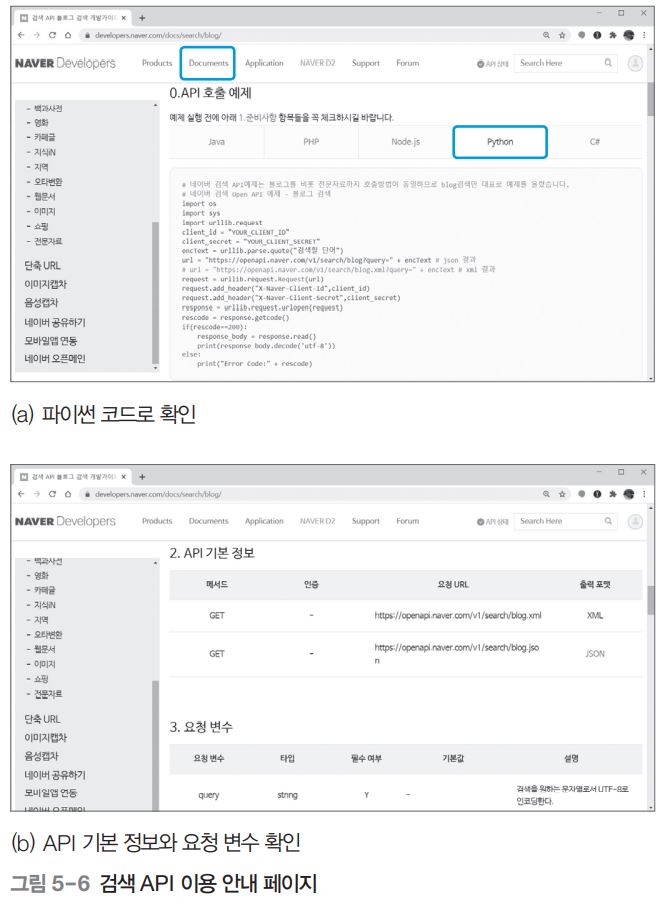 검색 API 블로그 검색 개발가이드
developers.naver.com/docs/search/blog/
NAVER Developers
Products
Documents
Application
NAVER D2
Support
Forum
API 상태
Search Here
- 백과사전
- 영화
- 카페글
- 지식iN
- 지역
- 오타변환
- 웹문서
- 이미지
- 쇼핑
- 전문자료
단축 URL
이미지캡차
음성캡차
네이버 공유하기
모바일앱 연동
네이버 오픈메인
0.API 호출 예제
예제 실행 전에 아래 1.준비사항 항목들을 꼭 체크하시길 바랍니다.
Java
PHP
Node.js
Python
C#
# 네이버 검색 API예제는 블로그를 비롯 전문자료까지 호출방법이 동일하므로 blog검색만 대표로 예제를 올렸습니다.
# 네이버 검색 Open API 예제 - 블로그 검색
import os
import sys
import urllib.request
client_id = "YOUR_CLIENT_ID"
client_secret = "YOUR_CLIENT_SECRET"
encText = urllib.parse.quote("검색할 단어")
url = "https://openapi.naver.com/v1/search/blog?query=" + encText # json 결과
# url = "https://openapi.naver.com/v1/search/blog.xml?query=" + encText # xml 결과
request = urllib.request.Request(url)
request.add_header("X-Naver-Client-Id",client_id)
request.add_header("X-Naver-Client-Secret",client_secret)
response = urllib.request.urlopen(request)
rescode = response.getcode()
if(rescode==200):
response_body = response.read()
print(response_body.decode('utf-8'))
else:
print("Error Code:" + rescode)
(a) 파이썬 코드로 확인
검색 API 블로그 검색 개발가이드
developers.naver.com/docs/search/blog/
NAVER Developers
Products
Documents
Application
NAVER D2
Support
Forum
API 상태
Search Here
- 백과사전
- 영화
- 카페글
- 지식iN
- 지역
- 오타변환
- 웹문서
- 이미지
- 쇼핑
- 전문자료
단축 URL
이미지캡차
음성캡차
네이버 공유하기
모바일앱 연동
네이버 오픈메인
2. API 기본 정보
메서드 인증 요청 URL 출력 포맷
GET - https://openapi.naver.com/v1/search/blog.xml XML
GET - https://openapi.naver.com/v1/search/blog.jso
n JSON
3. 요청 변수
요청 변수 타입 필수 여부 기본값 설명
query string Y - 검색을 원하는 문자열로서 UTF-8로
인코딩한다.
(b) API 기본 정보와 요청 변수 확인
그림 5-6 검색 API 이용 안내 페이지